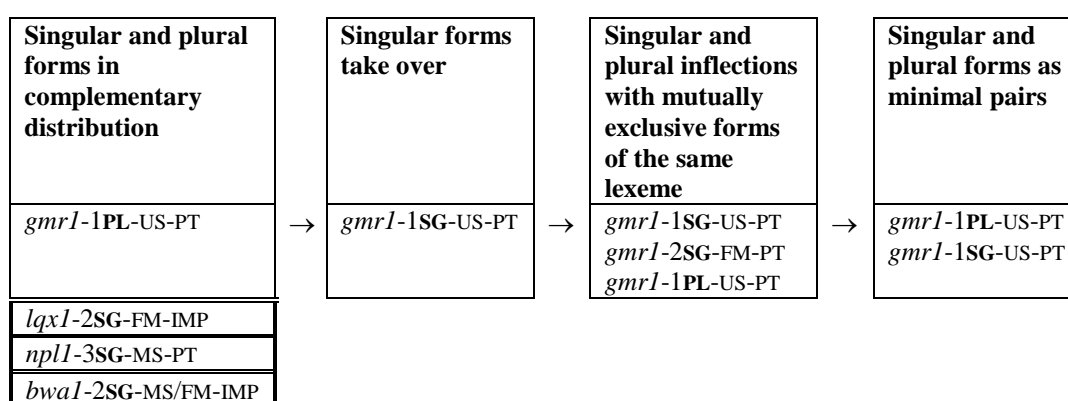 Singular and plural
forms in
complementary
distribution
gmr1-1PL-US-PT
lqx1-2SG-FM-IMP
npl1-3SG-MS-PT
bwa1-2SG-MS/FM-IMP
→
Singular forms
take over
gmr1-1SG-US-PT
→
Singular and
plural inflections
with mutually
exclusive forms
of the same
lexeme
gmr1-1SG-US-PT
gmr1-2SG-FM-PT
gmr1-1PL-US-PT
→
Singular and
plural forms as
minimal pairs
gmr1-1PL-US-PT
gmr1-1SG-US-PT